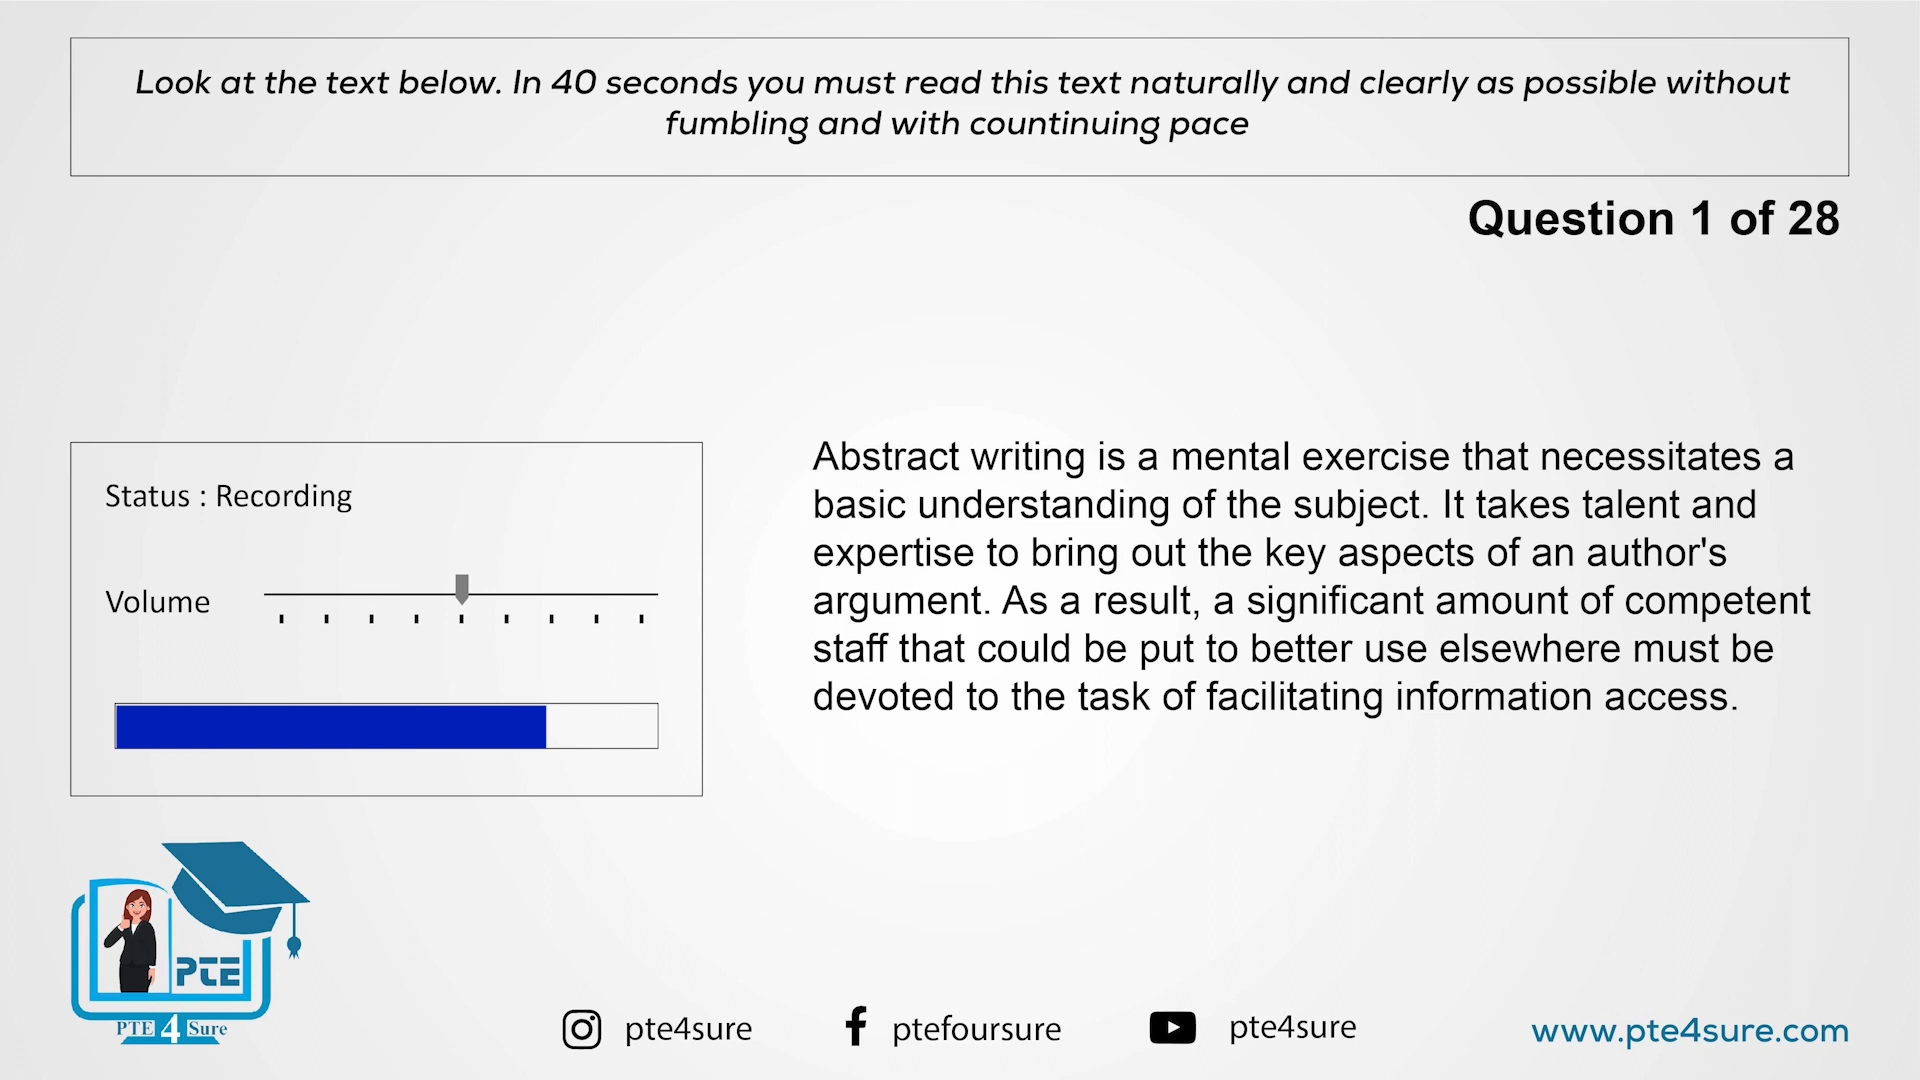 Look at the text below. In 40 seconds you must read this text naturally and clearly as possible without
fumbling and with countinuing pace
Question 1 of 28
Status : Recording
Volume
Abstract writing is a mental exercise that necessitates a
basic understanding of the subject. It takes talent and
expertise to bring out the key aspects of an author's
argument. As a result, a significant amount of competent
staff that could be put to better use elsewhere must be
devoted to the task of facilitating information access.
PTE
PTE 4 Sure
pte4sure
ptefoursure
pte4sure
www.pte4sure.com